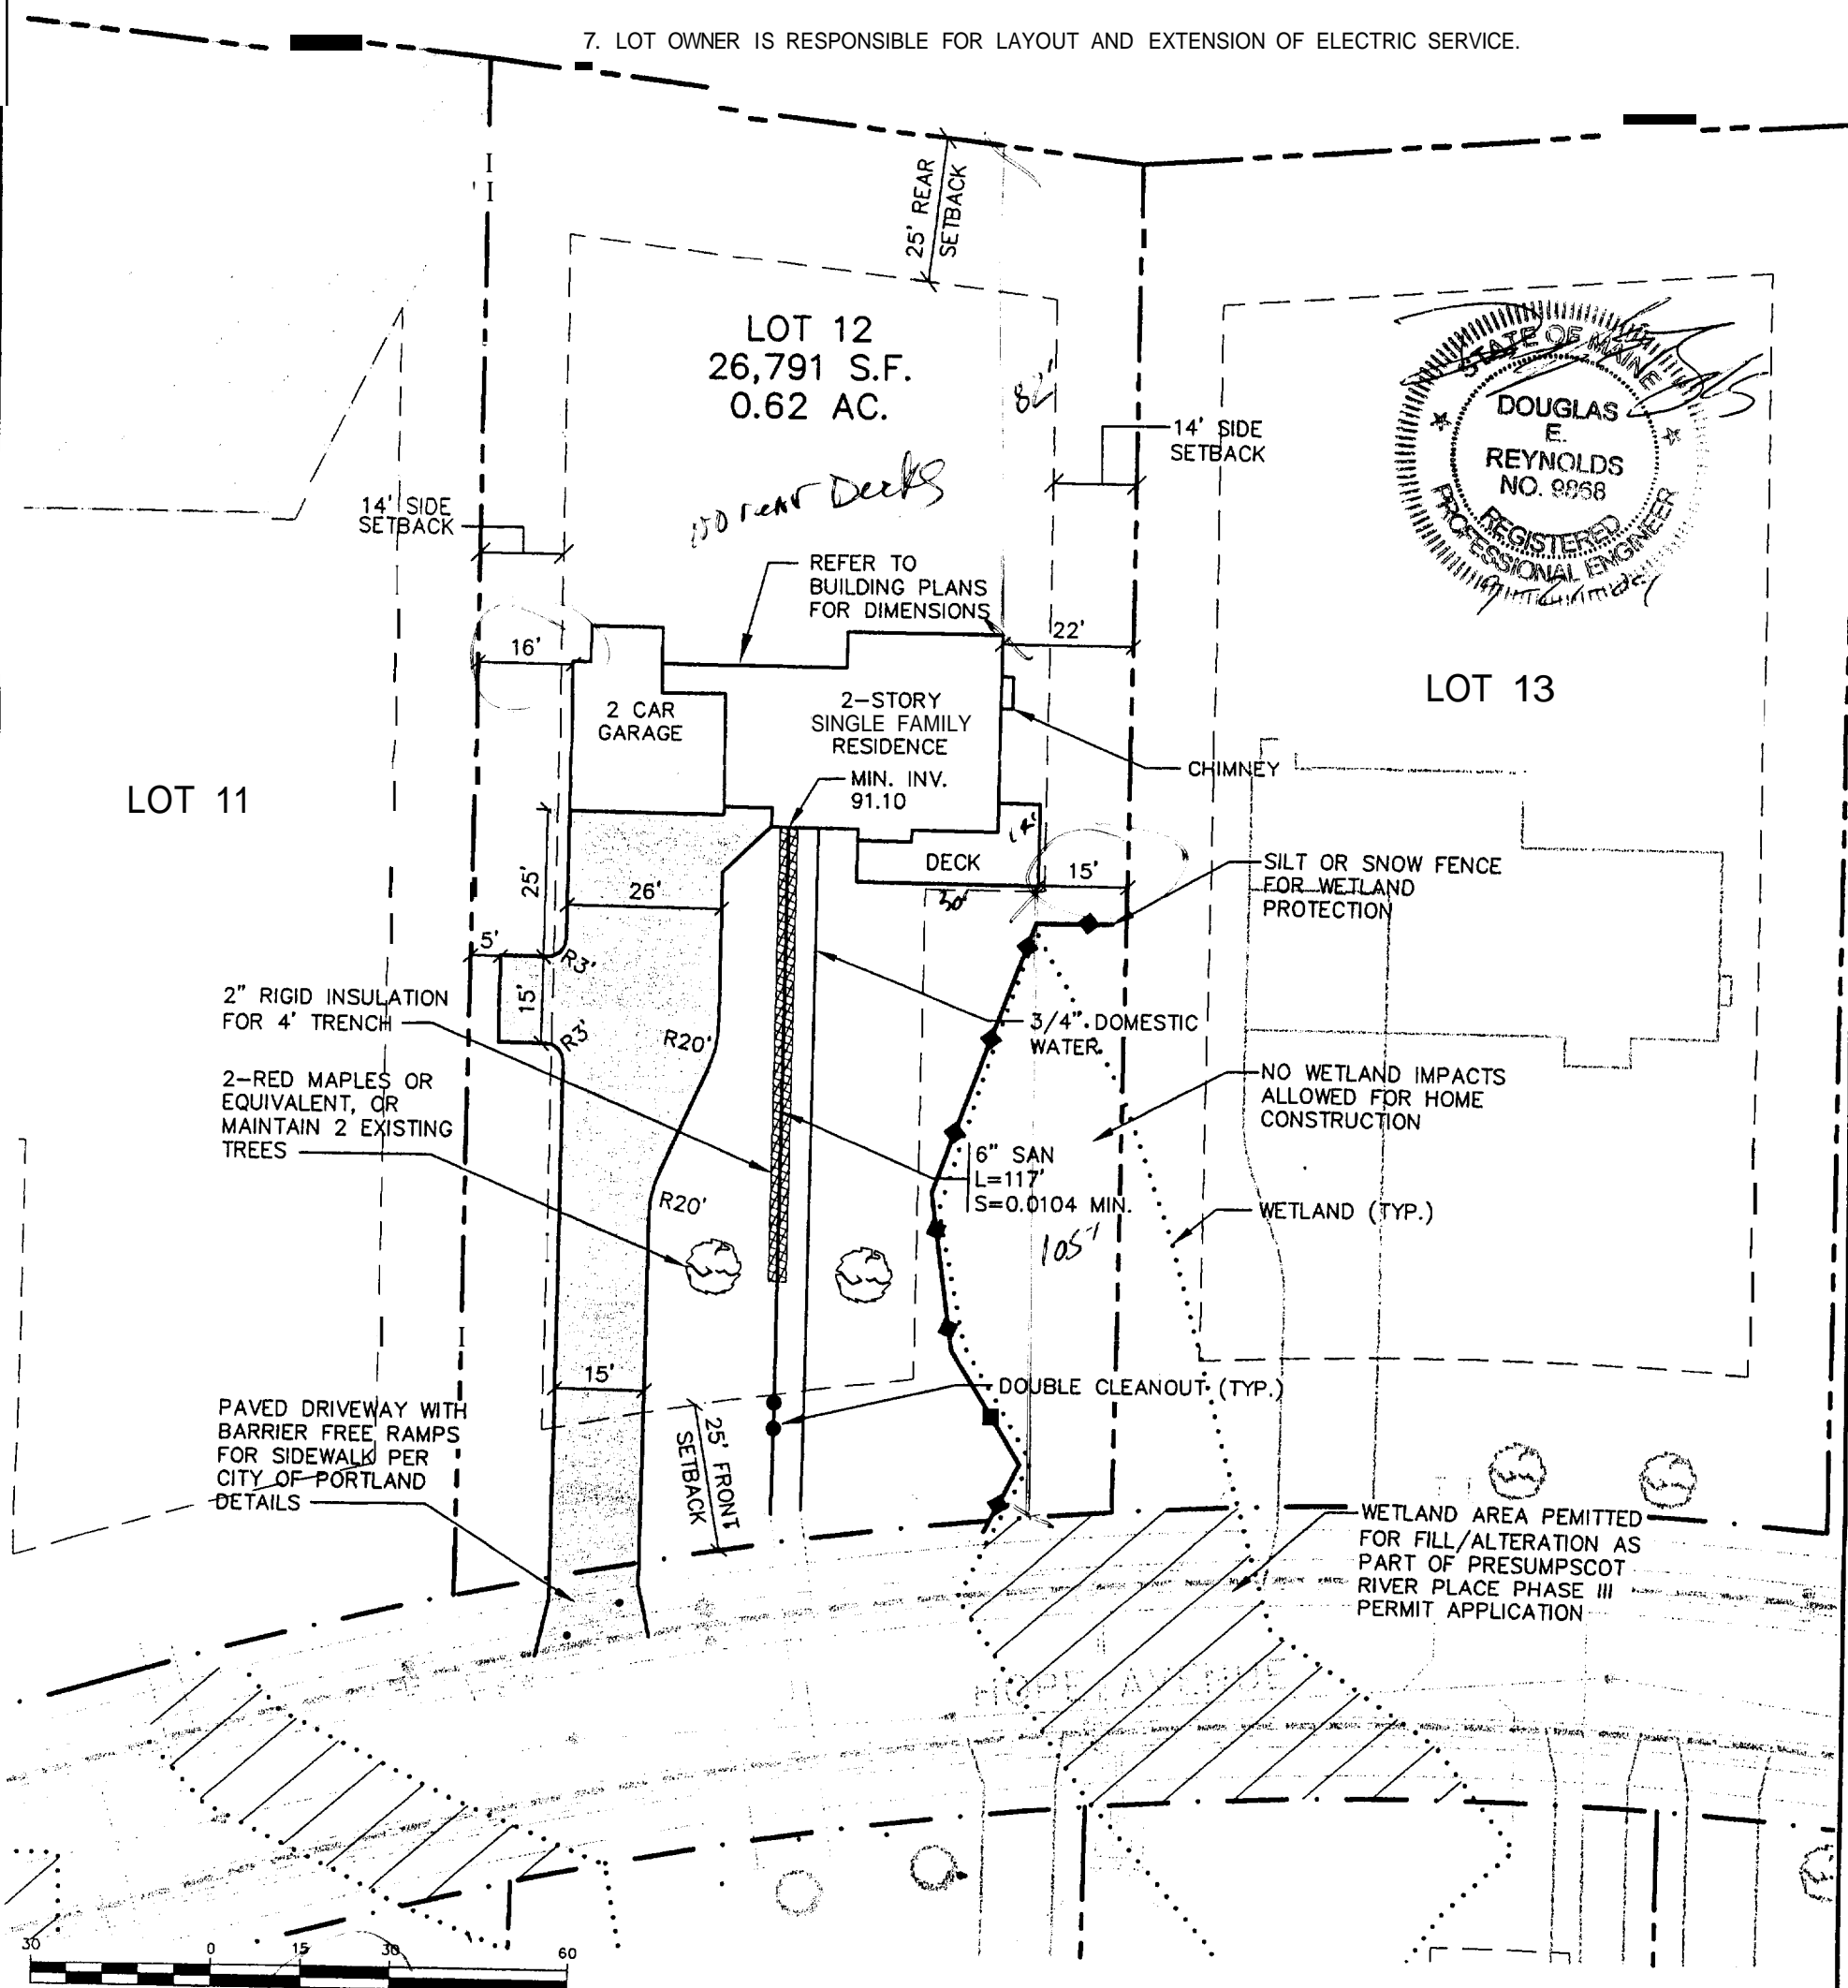 7. LOT OWNER IS RESPONSIBLE FOR LAYOUT AND EXTENSION OF ELECTRIC SERVICE.
25' REAR
SETBACK
LOT 12
26,791 S.F.
0.62 AC.
82'
14' SIDE
SETBACK
STATE OF MAINE
DOUGLAS
E.
REYNOLDS
NO. 9868
REGISTERED
PROFESSIONAL ENGINEER
no rear Decks
14' SIDE
SETBACK
REFER TO
BUILDING PLANS
FOR DIMENSIONS
16'
22'
2 CAR
GARAGE
2-STORY
SINGLE FAMILY
RESIDENCE
LOT 13
CHIMNEY
MIN. INV.
91.10
LOT 11
14'
DECK
15'
30'
SILT OR SNOW FENCE
FOR WETLAND
PROTECTION
25'
26'
5'
R3'
15'
R3'
2" RIGID INSULATION
FOR 4' TRENCH
3/4" DOMESTIC
WATER
R20'
2-RED MAPLES OR
EQUIVALENT, OR
MAINTAIN 2 EXISTING
TREES
NO WETLAND IMPACTS
ALLOWED FOR HOME
CONSTRUCTION
6" SAN
L=117'
S=0.0104 MIN.
R20'
WETLAND (TYP.)
105'
15'
DOUBLE CLEANOUT (TYP.)
PAVED DRIVEWAY WITH
BARRIER FREE RAMPS
FOR SIDEWALK PER
CITY OF PORTLAND
DETAILS
25' FRONT
SETBACK
WETLAND AREA PEMITTED
FOR FILL/ALTERATION AS
PART OF PRESUMPSCOT
RIVER PLACE PHASE III
PERMIT APPLICATION
HOPE AVENUE
30 0 15 30 60